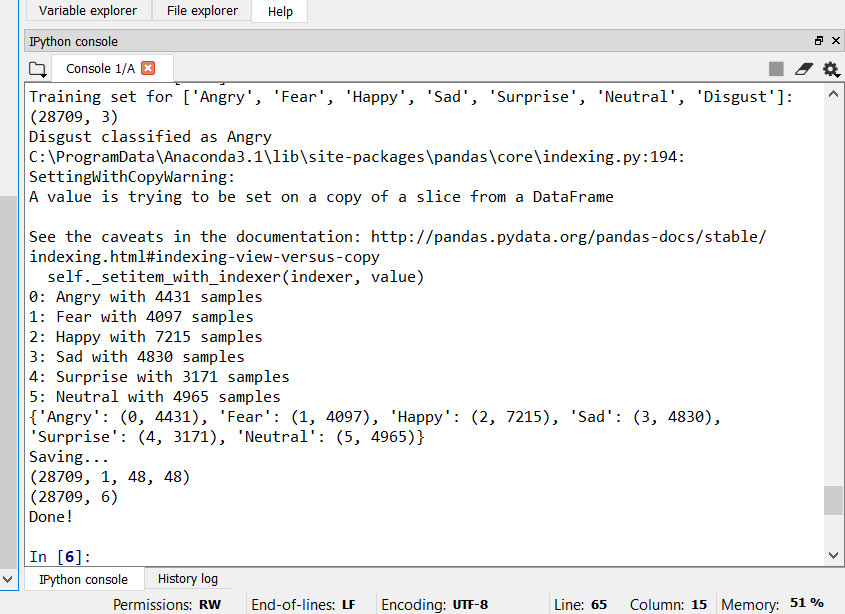 Variable explorer File explorer Help
IPython console
Console 1/A
Training set for ['Angry', 'Fear', 'Happy', 'Sad', 'Surprise', 'Neutral', 'Disgust']:
(28709, 3)
Disgust classified as Angry
C:\ProgramData\Anaconda3.1\lib\site-packages\pandas\core\indexing.py:194:
SettingWithCopyWarning:
A value is trying to be set on a copy of a slice from a DataFrame
See the caveats in the documentation: http://pandas.pydata.org/pandas-docs/stable/
indexing.html#indexing-view-versus-copy
self._setitem_with_indexer(indexer, value)
0: Angry with 4431 samples
1: Fear with 4097 samples
2: Happy with 7215 samples
3: Sad with 4830 samples
4: Surprise with 3171 samples
5: Neutral with 4965 samples
{'Angry': (0, 4431), 'Fear': (1, 4097), 'Happy': (2, 7215), 'Sad': (3, 4830),
'Surprise': (4, 3171), 'Neutral': (5, 4965)}
Saving...
(28709, 1, 48, 48)
(28709, 6)
Done!
In [6]:
IPython console History log
Permissions: RW End-of-lines: LF Encoding: UTF-8 Line: 65 Column: 15 Memory: 51 %